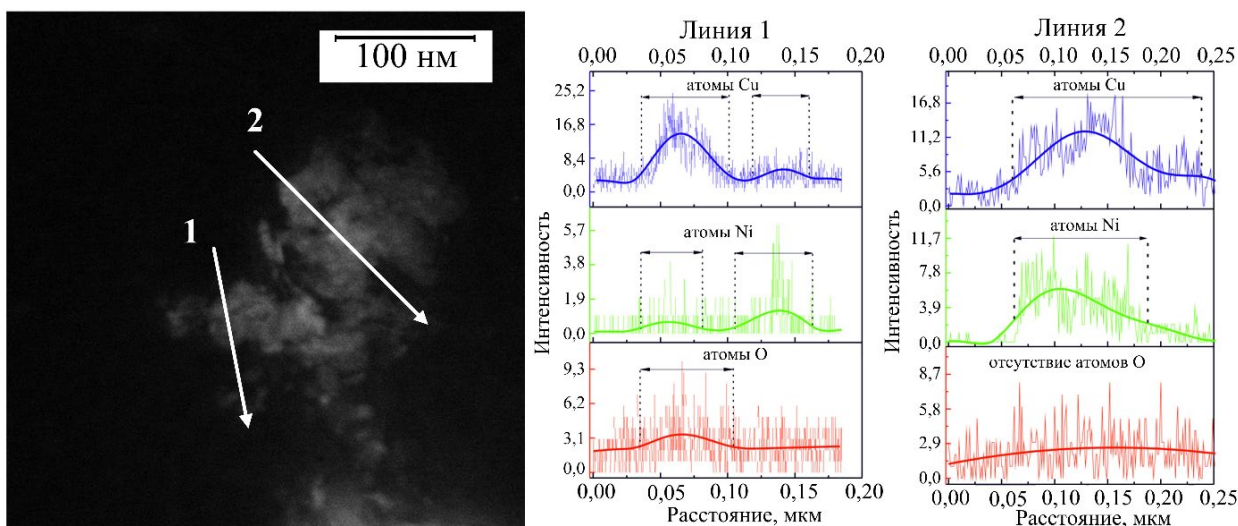 100 нм
2
1
Линия 1
0,00 0,05 0,10 0,15 0,20
атомы Cu
25,2
16,8
8,4
0,0
атомы Ni
5,7
3,8
1,9
0,0
атомы O
9,3
6,2
3,1
0,0
0,00 0,05 0,10 0,15 0,20
Расстояние, мкм
Интенсивность
Линия 2
0,00 0,05 0,10 0,15 0,20 0,25
атомы Cu
16,8
11,2
5,6
0,0
атомы Ni
11,7
7,8
3,9
0,0
отсутствие атомов O
8,7
5,8
2,9
0,0
0,00 0,05 0,10 0,15 0,20 0,25
Расстояние, мкм
Интенсивность